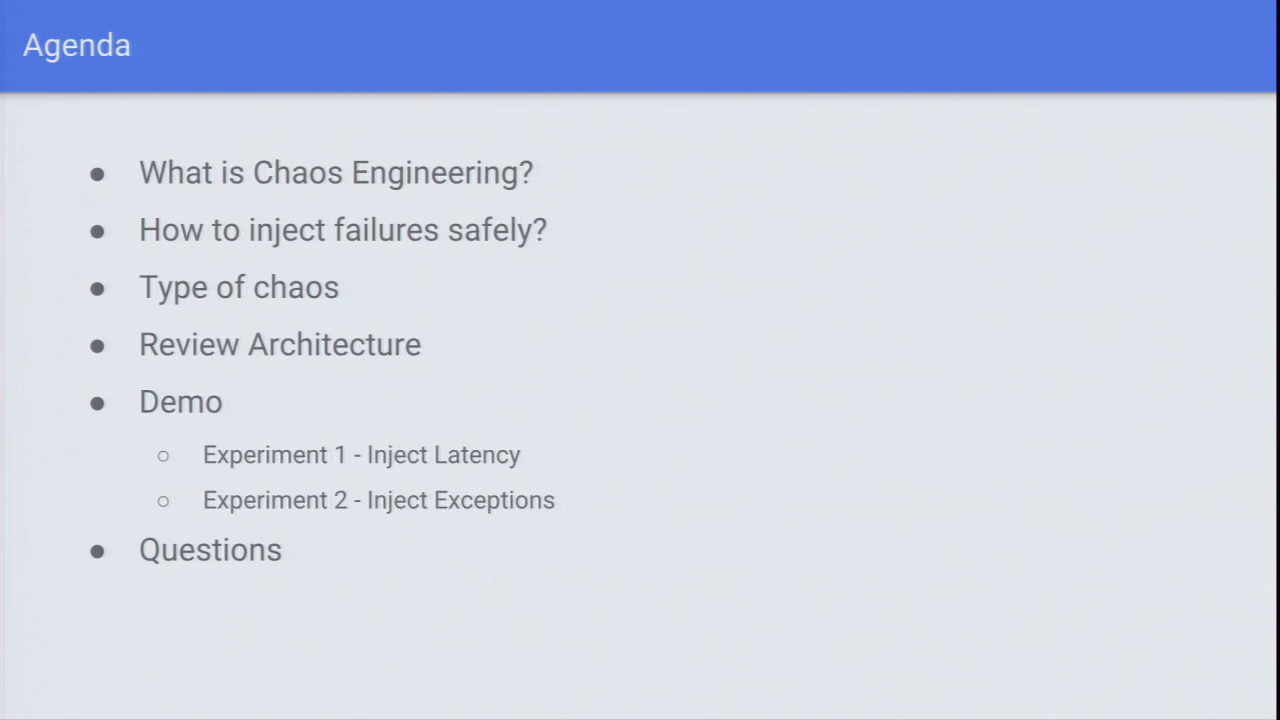 Agenda
● What is Chaos Engineering?
● How to inject failures safely?
● Type of chaos
● Review Architecture
● Demo
○ Experiment 1 - Inject Latency
○ Experiment 2 - Inject Exceptions
● Questions